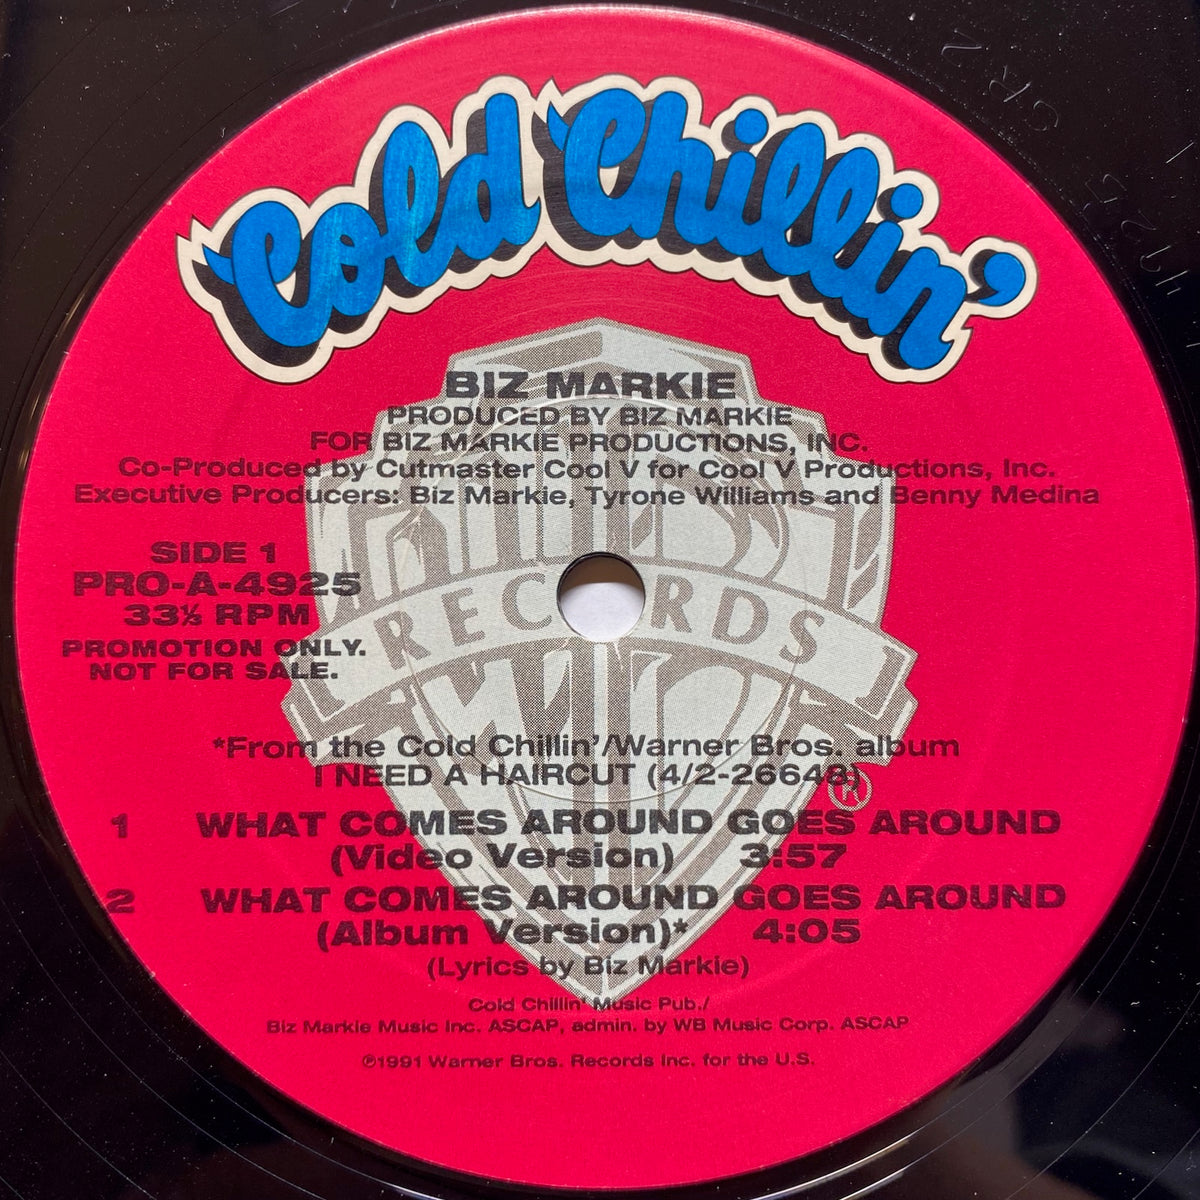 Cold Chillin'
BIZ MARKIE
PRODUCED BY BIZ MARKIE
FOR BIZ MARKIE PRODUCTIONS, INC.
Co-Produced by Cutmaster Cool V for Cool V Productions, Inc.
Executive Producers: Biz Markie, Tyrone Williams and Benny Medina
SIDE 1
PRO-A-4925
33⅓ RPM
PROMOTION ONLY.
NOT FOR SALE.
RECORDS
*From the Cold Chillin'/Warner Bros. album
I NEED A HAIRCUT (4/2-26648)
®
1 WHAT COMES AROUND GOES AROUND
(Video Version) 3:57
2 WHAT COMES AROUND GOES AROUND
(Album Version)* 4:05
(Lyrics by Biz Markie)
Cold Chillin' Music Pub./
Biz Markie Music Inc. ASCAP, admin. by WB Music Corp. ASCAP
℗1991 Warner Bros. Records Inc. for the U.S.